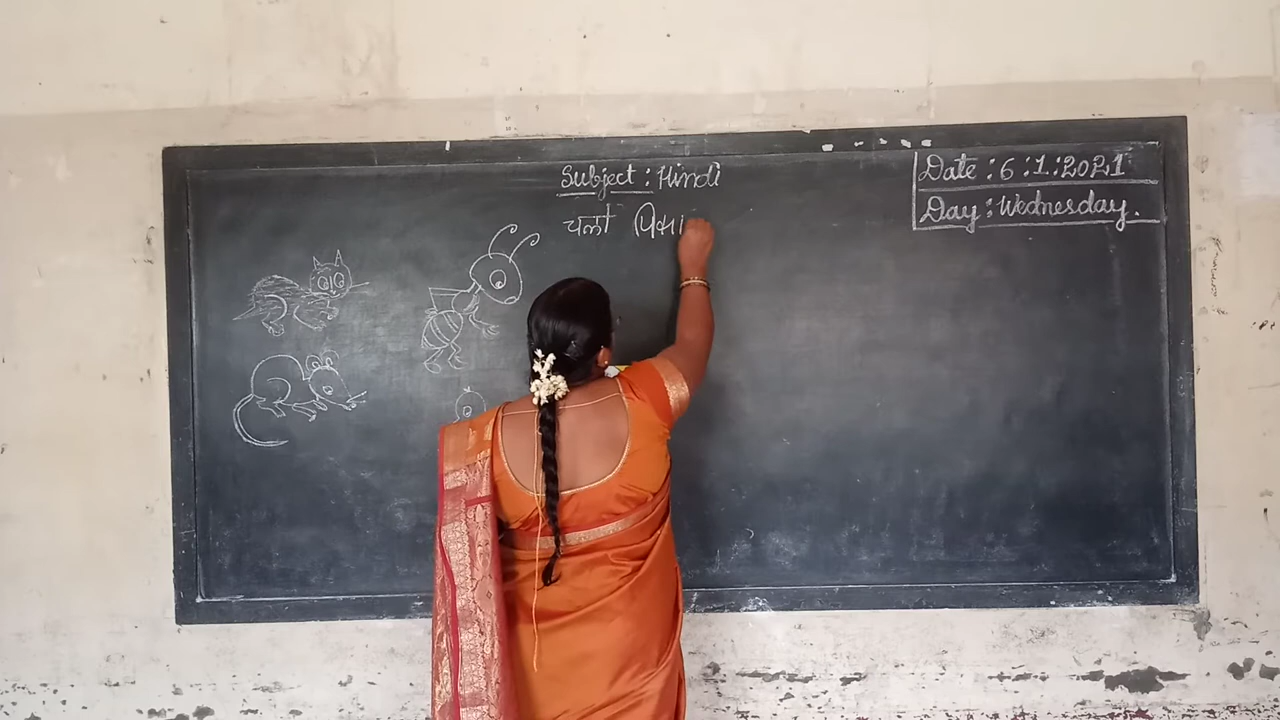 Subject : Hindi
चलो
Date : 6 : 1 : 2021
Day : Wednesday.